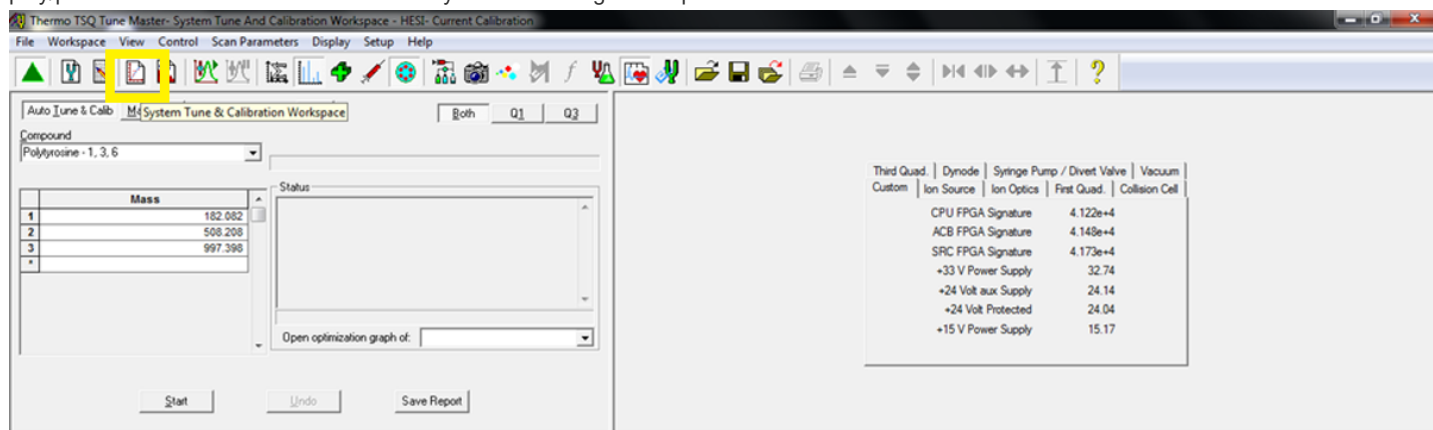 Thermo TSQ Tune Master- System Tune And Calibration Workspace - HESI- Current Calibration
File Workspace View Control Scan Parameters Display Setup Help
Auto Tune & Calib
System Tune & Calibration Workspace
Both Q1 Q3
Compound
Polytyrosine - 1, 3, 6
Mass
1 182.082
2 508.208
3 997.398
*
Status
Open optimization graph of:
Start Undo Save Report
Third Quad. Dynode Syringe Pump / Divert Valve Vacuum
Custom Ion Source Ion Optics First Quad. Collision Cell
CPU FPGA Signature 4.122e+4
ACB FPGA Signature 4.148e+4
SRC FPGA Signature 4.173e+4
+33 V Power Supply 32.74
+24 Volt aux Supply 24.14
+24 Volt Protected 24.04
+15 V Power Supply 15.17